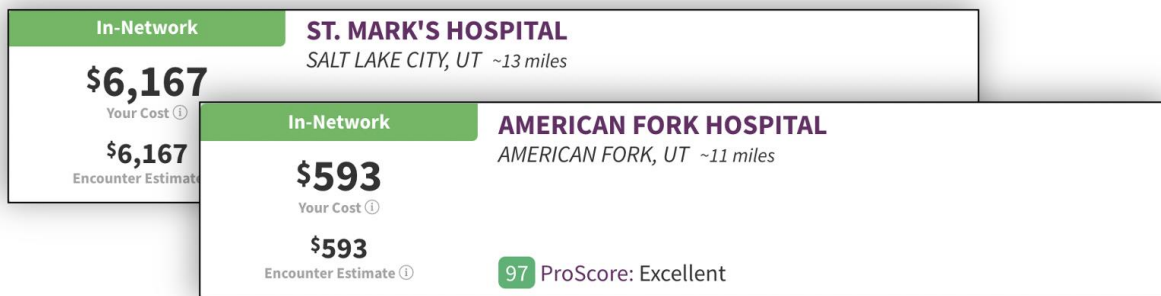 In-Network
ST. MARK'S HOSPITAL
SALT LAKE CITY, UT ~13 miles
$6,167
Your Cost ⓘ
$6,167
Encounter Estimate
In-Network
AMERICAN FORK HOSPITAL
AMERICAN FORK, UT ~11 miles
$593
Your Cost ⓘ
$593
Encounter Estimate ⓘ
97 ProScore: Excellent